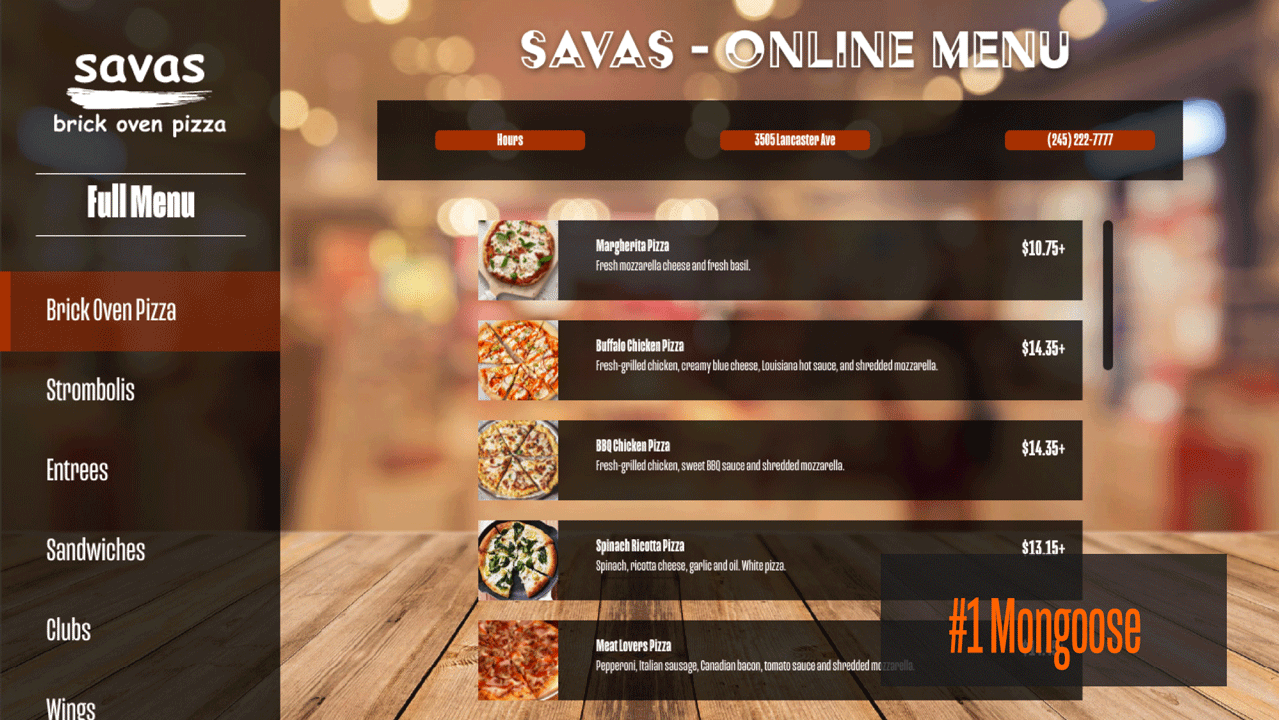 savas
brick oven pizza
Full Menu
Brick Oven Pizza
Strombolis
Entrees
Sandwiches
Clubs
Wings
SAVAS - ONLINE MENU
Hours
3505 Lancaster Ave
(245) 222-7777
Margherita Pizza
$10.75+
Fresh mozzarella cheese and fresh basil.
Buffalo Chicken Pizza
$14.35+
Fresh-grilled chicken, creamy blue cheese, Louisiana hot sauce, and shredded mozzarella.
BBQ Chicken Pizza
$14.35+
Fresh-grilled chicken, sweet BBQ sauce and shredded mozzarella.
Spinach Ricotta Pizza
$13.15+
Spinach, ricotta cheese, garlic and oil. White pizza.
Meat Lovers Pizza
Pepperoni, Italian sausage, Canadian bacon, tomato sauce and shredded mozzarella.
#1 Mongoose